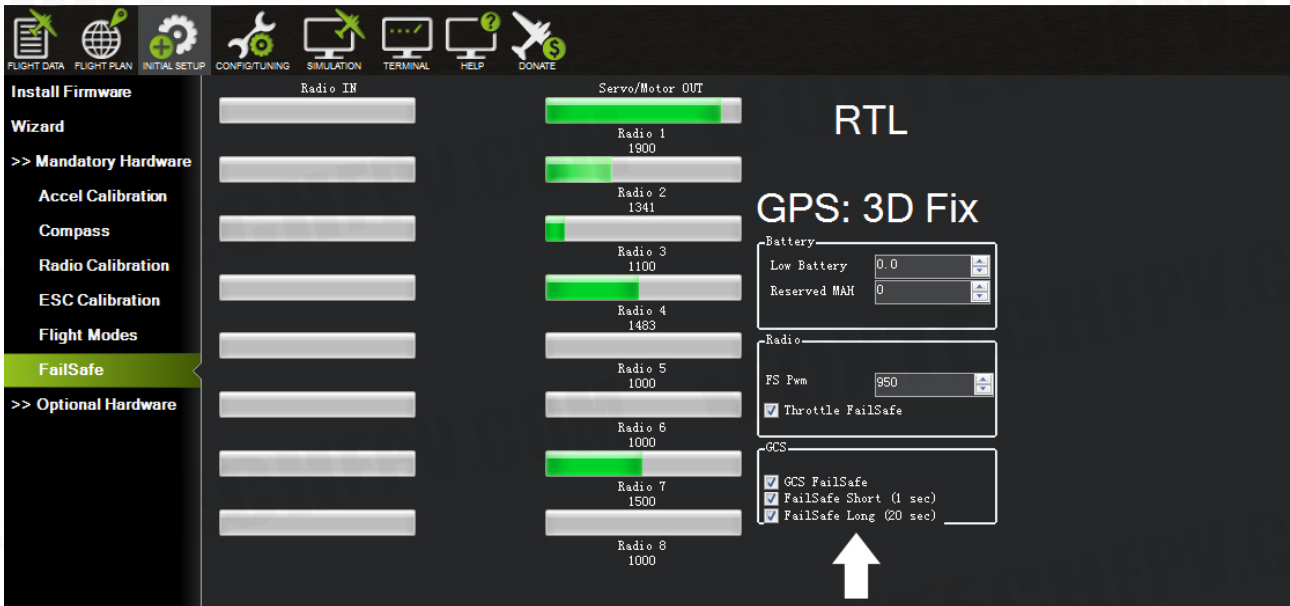 FLIGHT DATA FLIGHT PLAN INITIAL SETUP CONFIG/TUNING SIMULATION TERMINAL HELP DONATE
Install Firmware
Wizard
>> Mandatory Hardware
Accel Calibration
Compass
Radio Calibration
ESC Calibration
Flight Modes
FailSafe
>> Optional Hardware
Radio IN
Servo/Motor OUT
Radio 1
1900
Radio 2
1341
Radio 3
1100
Radio 4
1483
Radio 5
1000
Radio 6
1000
Radio 7
1500
Radio 8
1000
RTL
GPS: 3D Fix
Battery
Low Battery 0.0
Reserved MAH 0
Radio
FS Pwm 950
Throttle FailSafe
GCS
GCS FailSafe
FailSafe Short (1 sec)
FailSafe Long (20 sec)